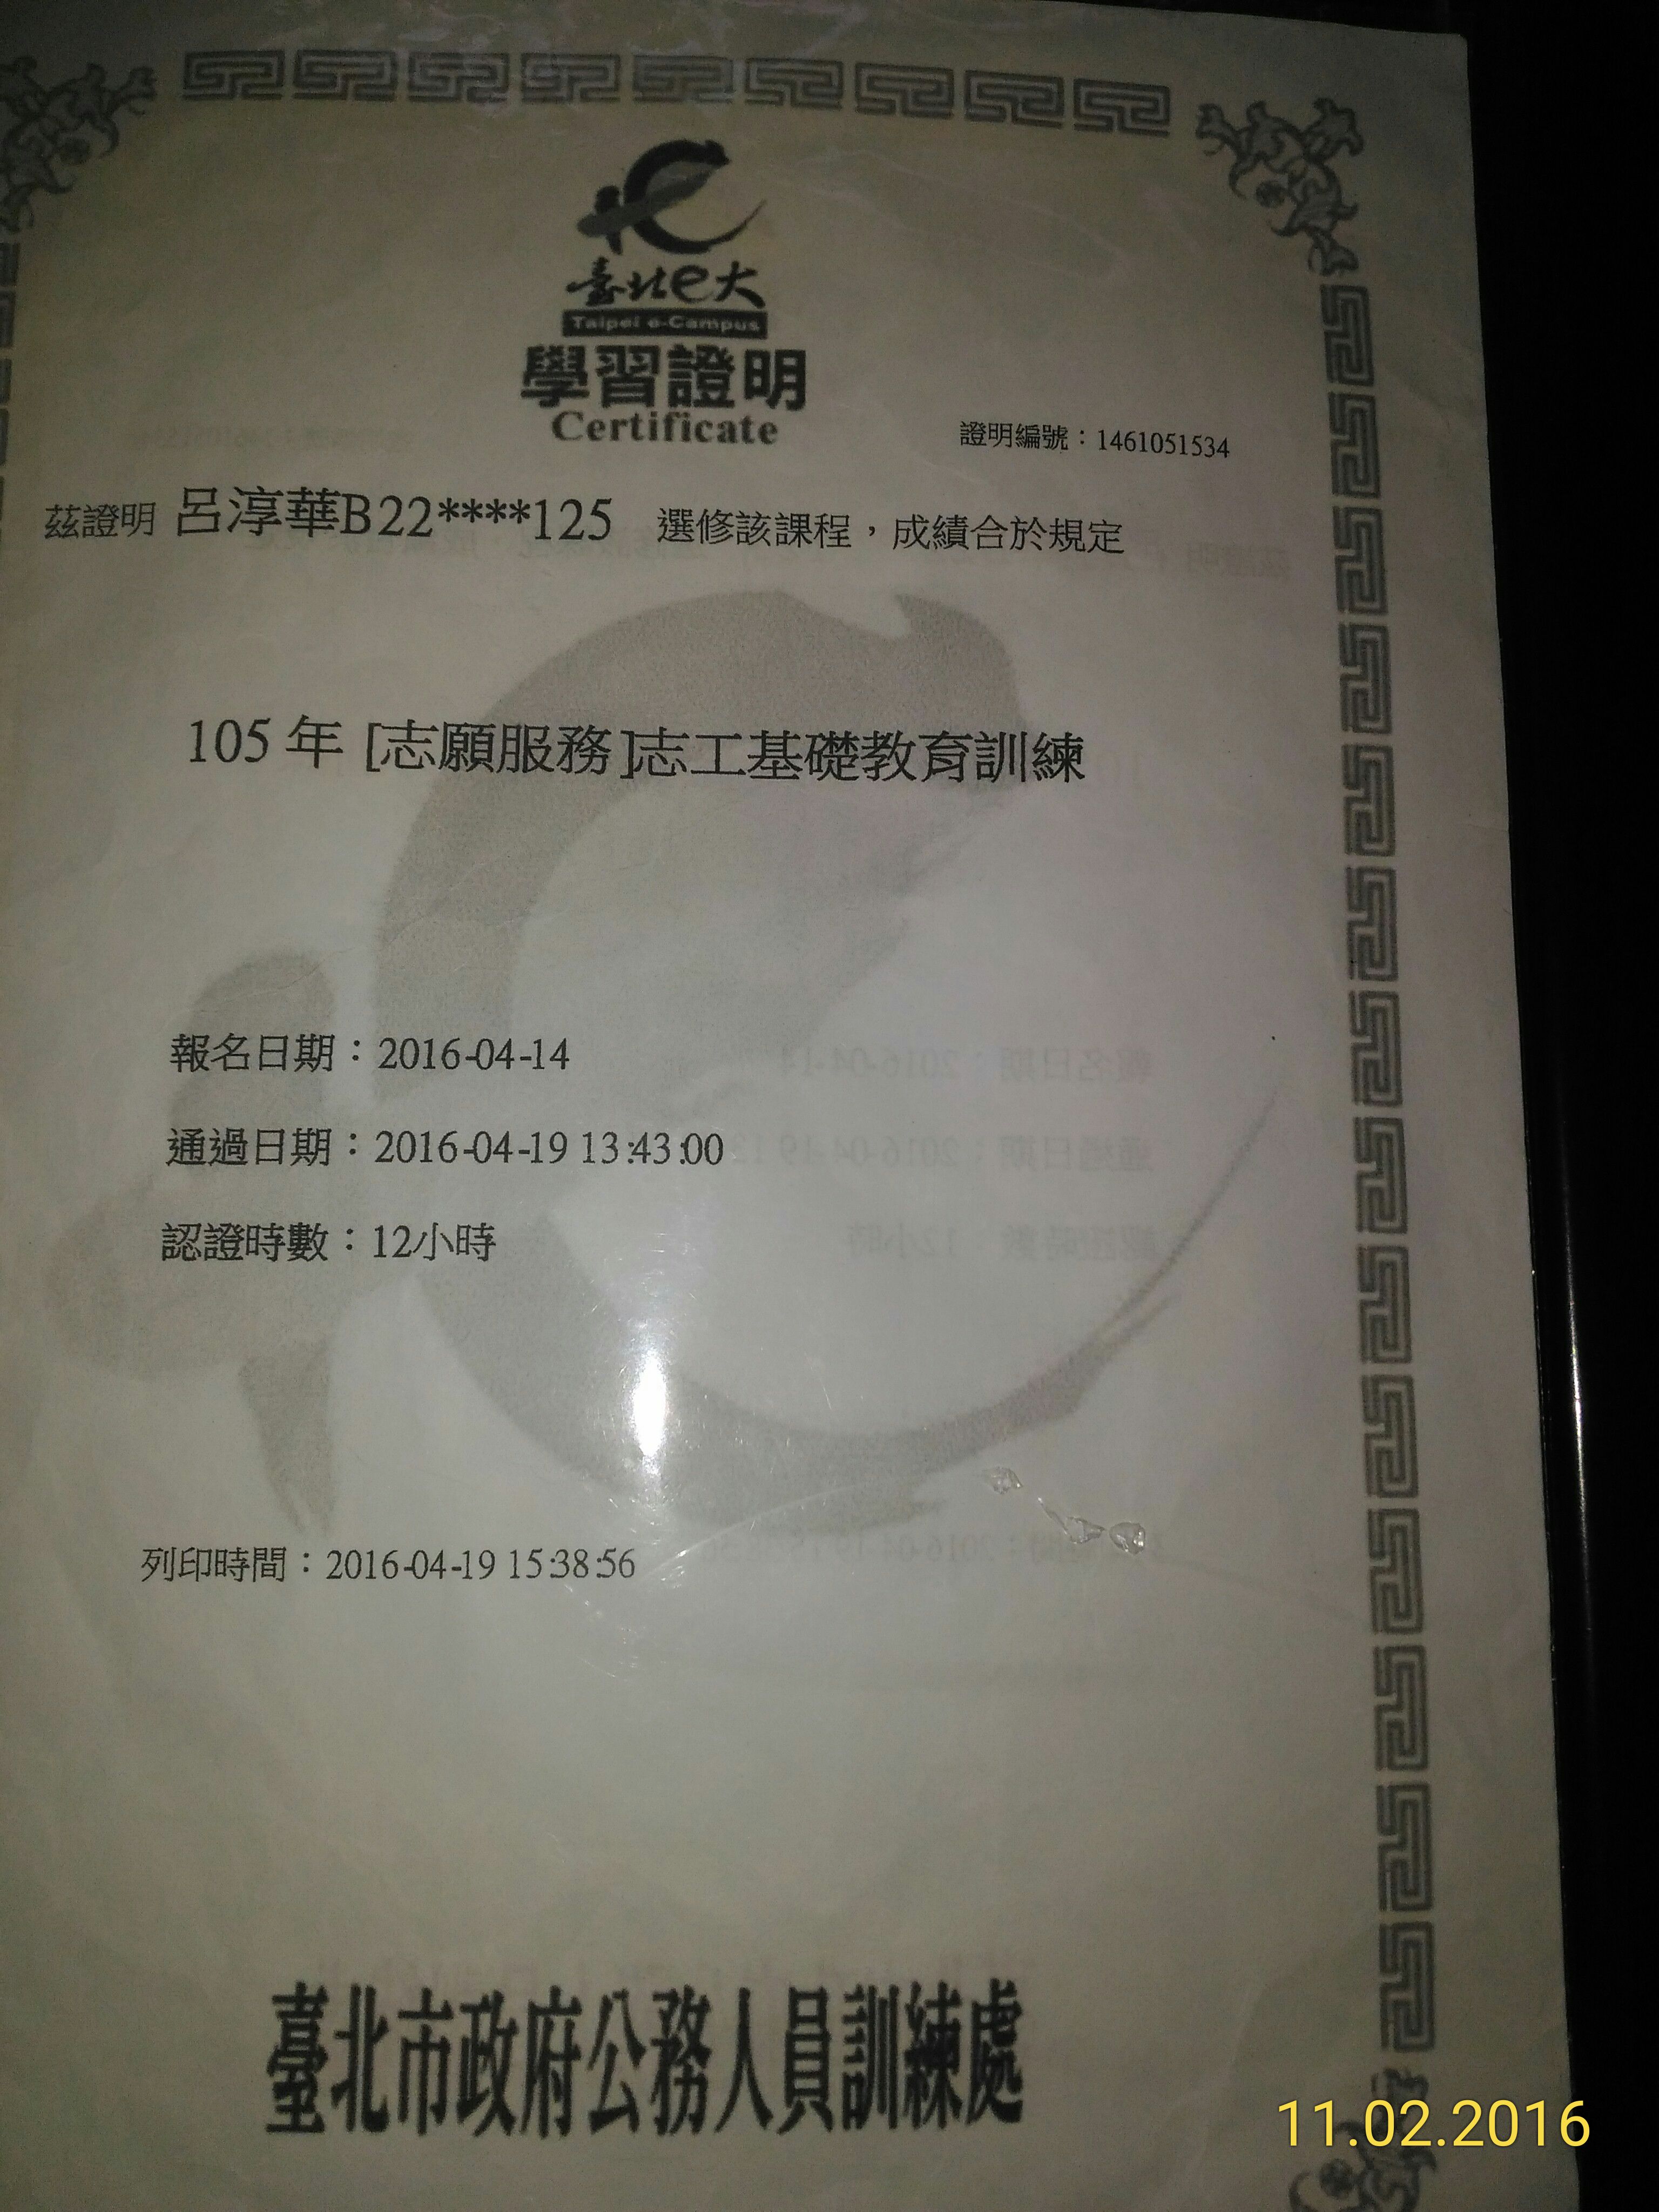 臺北e大
Taipei e-Campus
學習證明
Certificate
證明編號：1461051534
茲證明 呂淳華B22****125 選修該課程，成績合於規定
105 年 [志願服務]志工基礎教育訓練
報名日期：2016-04-14
通過日期：2016-04-19 13:43:00
認證時數：12小時
列印時間：2016-04-19 15:38:56
臺北市政府公務人員訓練處
11.02.2016